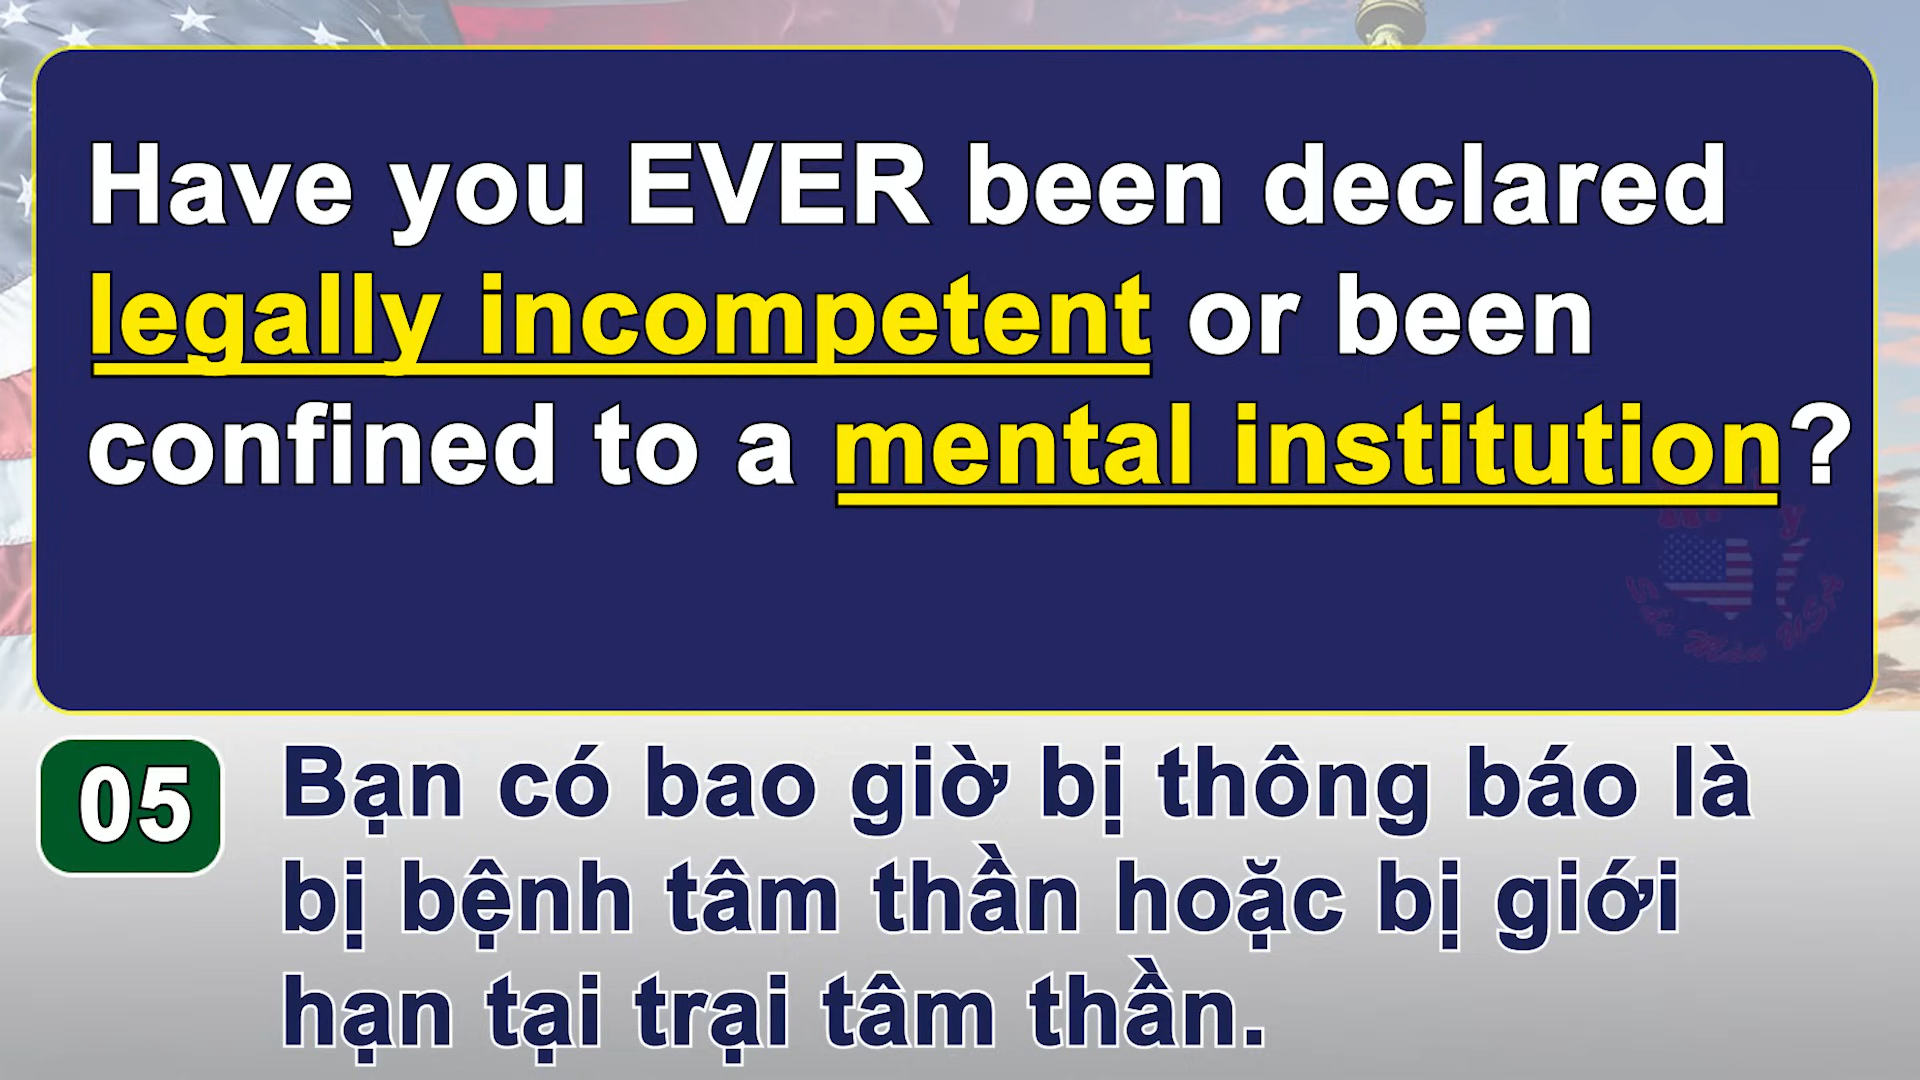 Have you EVER been declared
legally incompetent or been
confined to a mental institution?
05
Bạn có bao giờ bị thông báo là
bị bệnh tâm thần hoặc bị giới
hạn tại trại tâm thần.